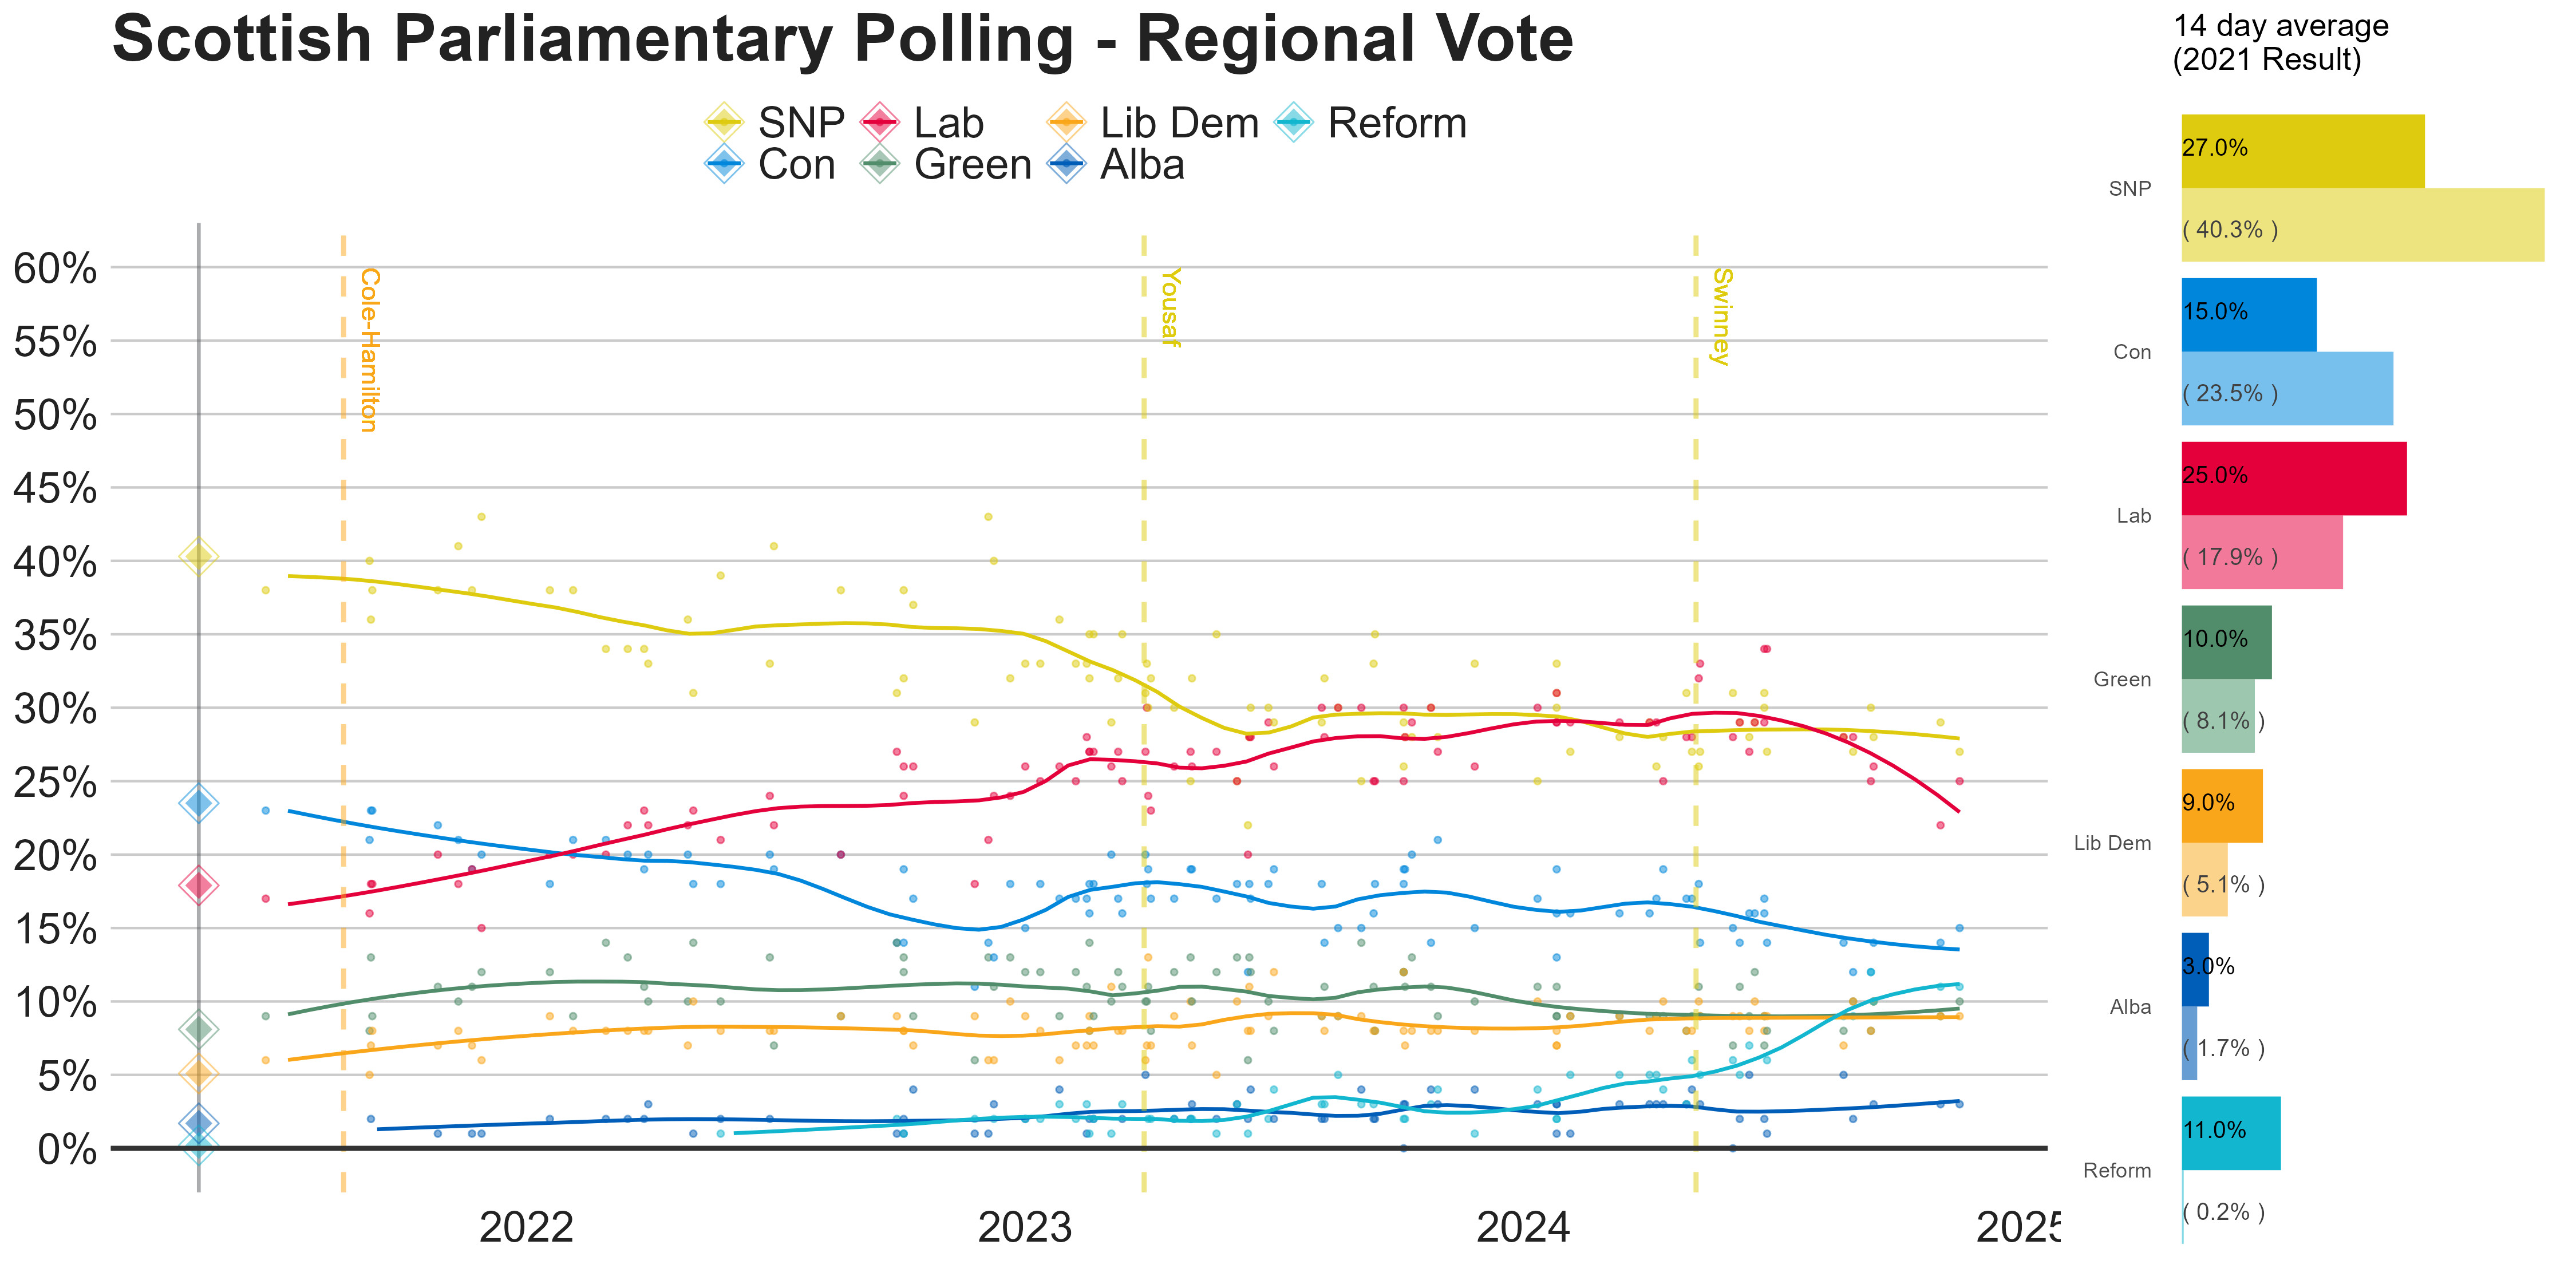 Scottish Parliamentary Polling - Regional Vote
14 day average
(2021 Result)
SNP Lab Lib Dem Reform
Con Green Alba
60%
55%
50%
45%
40%
35%
30%
25%
20%
15%
10%
5%
0%
Cole-Hamilton
Yousaf
Swinney
2022 2023 2024 2025
SNP
27.0%
( 40.3% )
Con
15.0%
( 23.5% )
Lab
25.0%
( 17.9% )
Green
10.0%
( 8.1% )
Lib Dem
9.0%
( 5.1% )
Alba
3.0%
( 1.7% )
Reform
11.0%
( 0.2% )